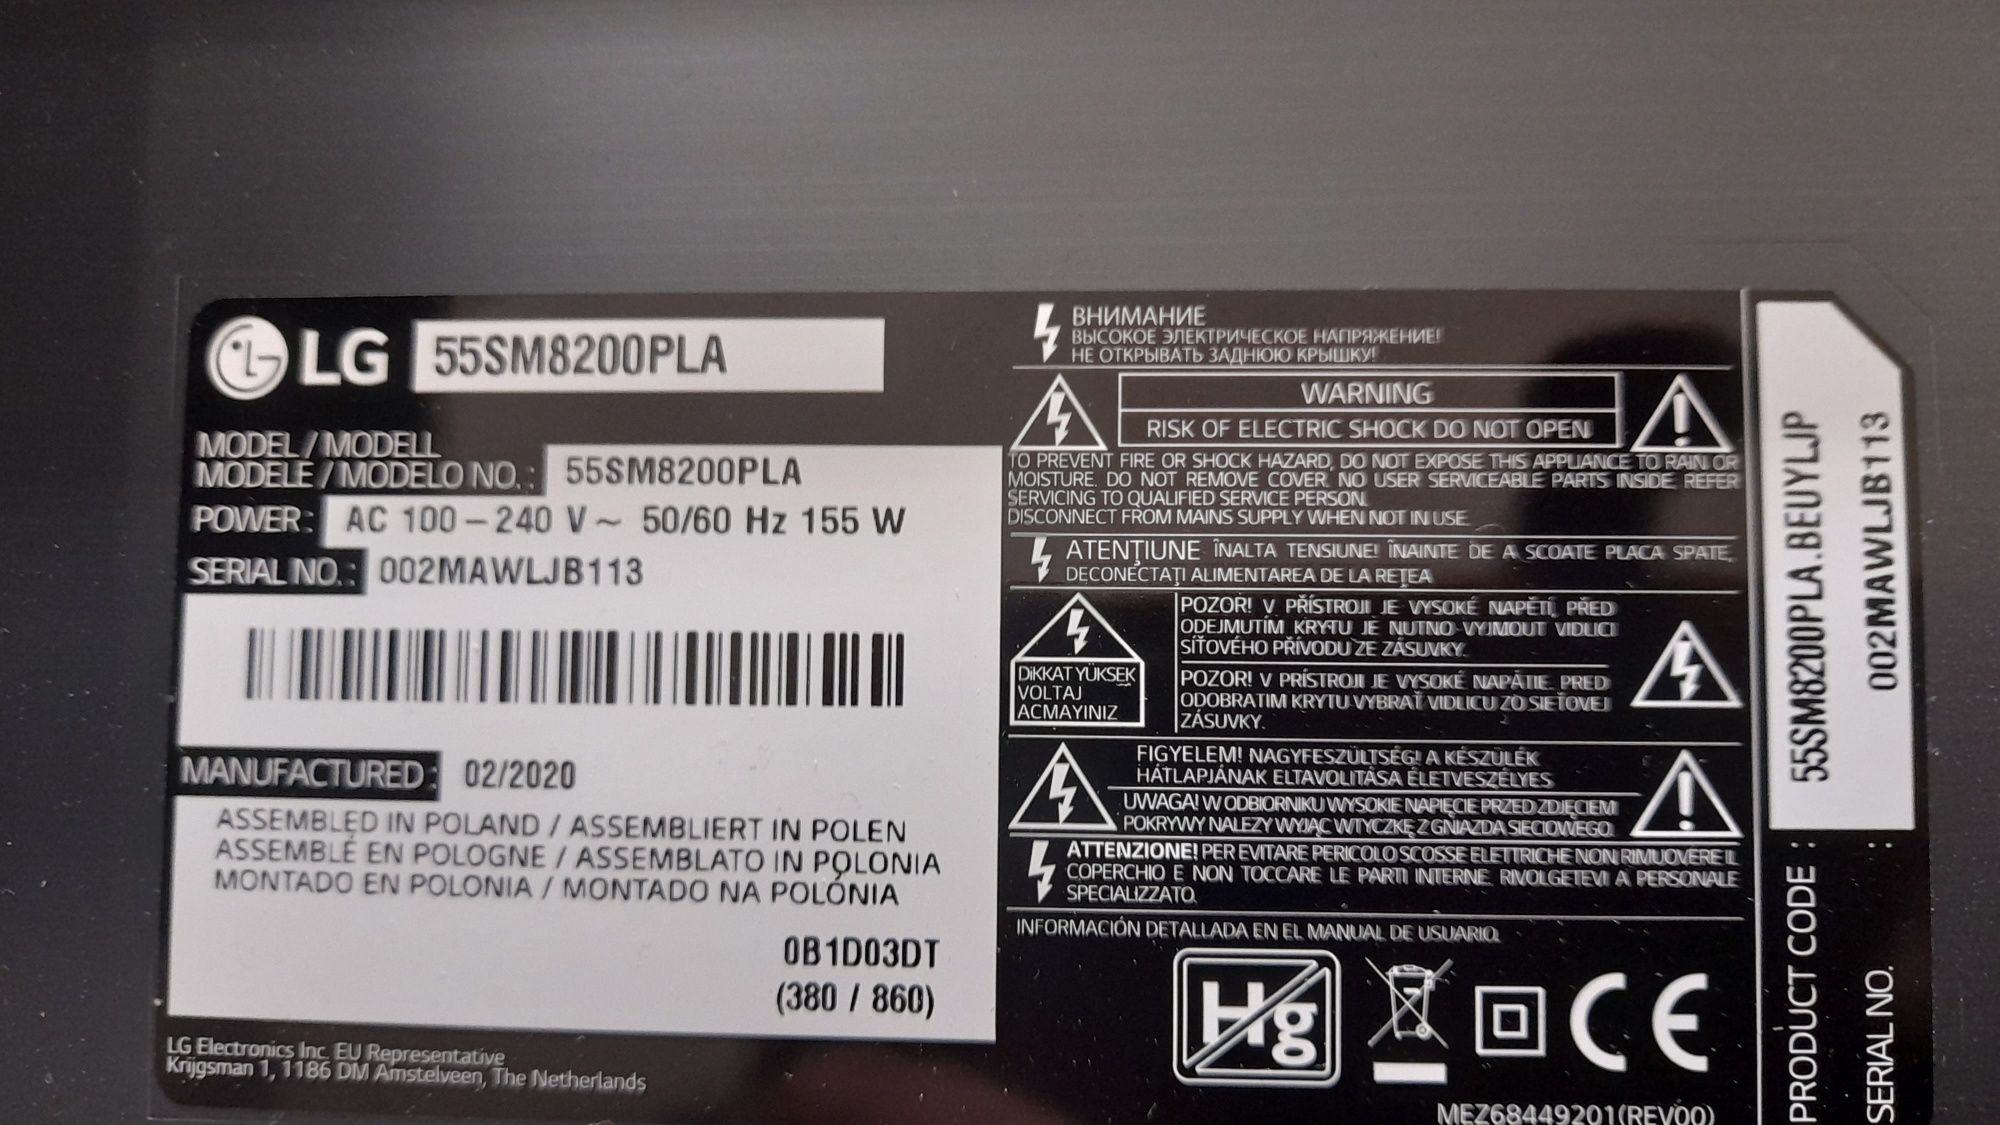 LG 55SM8200PLA
MODEL / MODELL
MODELE / MODELO NO. : 55SM8200PLA
POWER : AC 100 – 240 V ~ 50/60 Hz 155 W
SERIAL NO. : 002MAWLJB113
MANUFACTURED : 02/2020
ASSEMBLED IN POLAND / ASSEMBLIERT IN POLEN
ASSEMBLÉ EN POLOGNE / ASSEMBLATO IN POLONIA
MONTADO EN POLONIA / MONTADO NA POLÓNIA
0B1D03DT
(380 / 860)
LG Electronics Inc. EU Representative
Krijgsman 1, 1186 DM Amstelveen, The Netherlands
ВНИМАНИЕ
ВЫСОКОЕ ЭЛЕКТРИЧЕСКОЕ НАПРЯЖЕНИЕ!
НЕ ОТКРЫВАТЬ ЗАДНЮЮ КРЫШКУ!
WARNING
RISK OF ELECTRIC SHOCK DO NOT OPEN
TO PREVENT FIRE OR SHOCK HAZARD, DO NOT EXPOSE THIS APPLIANCE TO RAIN OR
MOISTURE. DO NOT REMOVE COVER. NO USER SERVICEABLE PARTS INSIDE. REFER
SERVICING TO QUALIFIED SERVICE PERSON.
DISCONNECT FROM MAINS SUPPLY WHEN NOT IN USE.
ATENȚIUNE ÎNALTA TENSIUNE! ÎNAINTE DE A SCOATE PLACA SPATE,
DECONECTAȚI ALIMENTAREA DE LA REȚEA
DİKKAT YÜKSEK
VOLTAJ
ACMAYINIZ
POZOR! V PŘÍSTROJI JE VYSOKÉ NAPĚTÍ, PŘED
ODEJMUTÍM KRYTU JE NUTNO VYJMOUT VIDLICI
SÍŤOVÉHO PŘÍVODU ZE ZÁSUVKY.
POZOR! V PRÍSTROJI JE VYSOKÉ NAPÄTIE. PRED
ODOBRATIM KRYTU VYBRAŤ VIDLICU ZO SIEŤOVEJ
ZÁSUVKY.
FIGYELEM! NAGYFESZÜLTSÉG! A KÉSZÜLÉK
HÁTLAPJÁNAK ELTAVOLITÁSA ÉLETVESZÉLYES
UWAGA! W ODBIORNIKU WYSOKIE NAPIĘCIE PRZED ZDJĘCIEM
POKRYWY NALEZY WYJĄC WTYCZKĘ Z GNIAZDA SIECIOWEGO.
ATTENZIONE! PER EVITARE PERICOLO SCOSSE ELETTRICHE NON RIMUOVERE IL
COPERCHIO E NON TOCCARE LE PARTI INTERNE. RIVOLGETEVI A PERSONALE
SPECIALIZZATO.
INFORMACIÓN DETALLADA EN EL MANUAL DE USUARIO.
Hg
CE
MEZ68449201(REV00)
PRODUCT CODE : 55SM8200PLA.BEUYLJP
SERIAL NO. : 002MAWLJB113